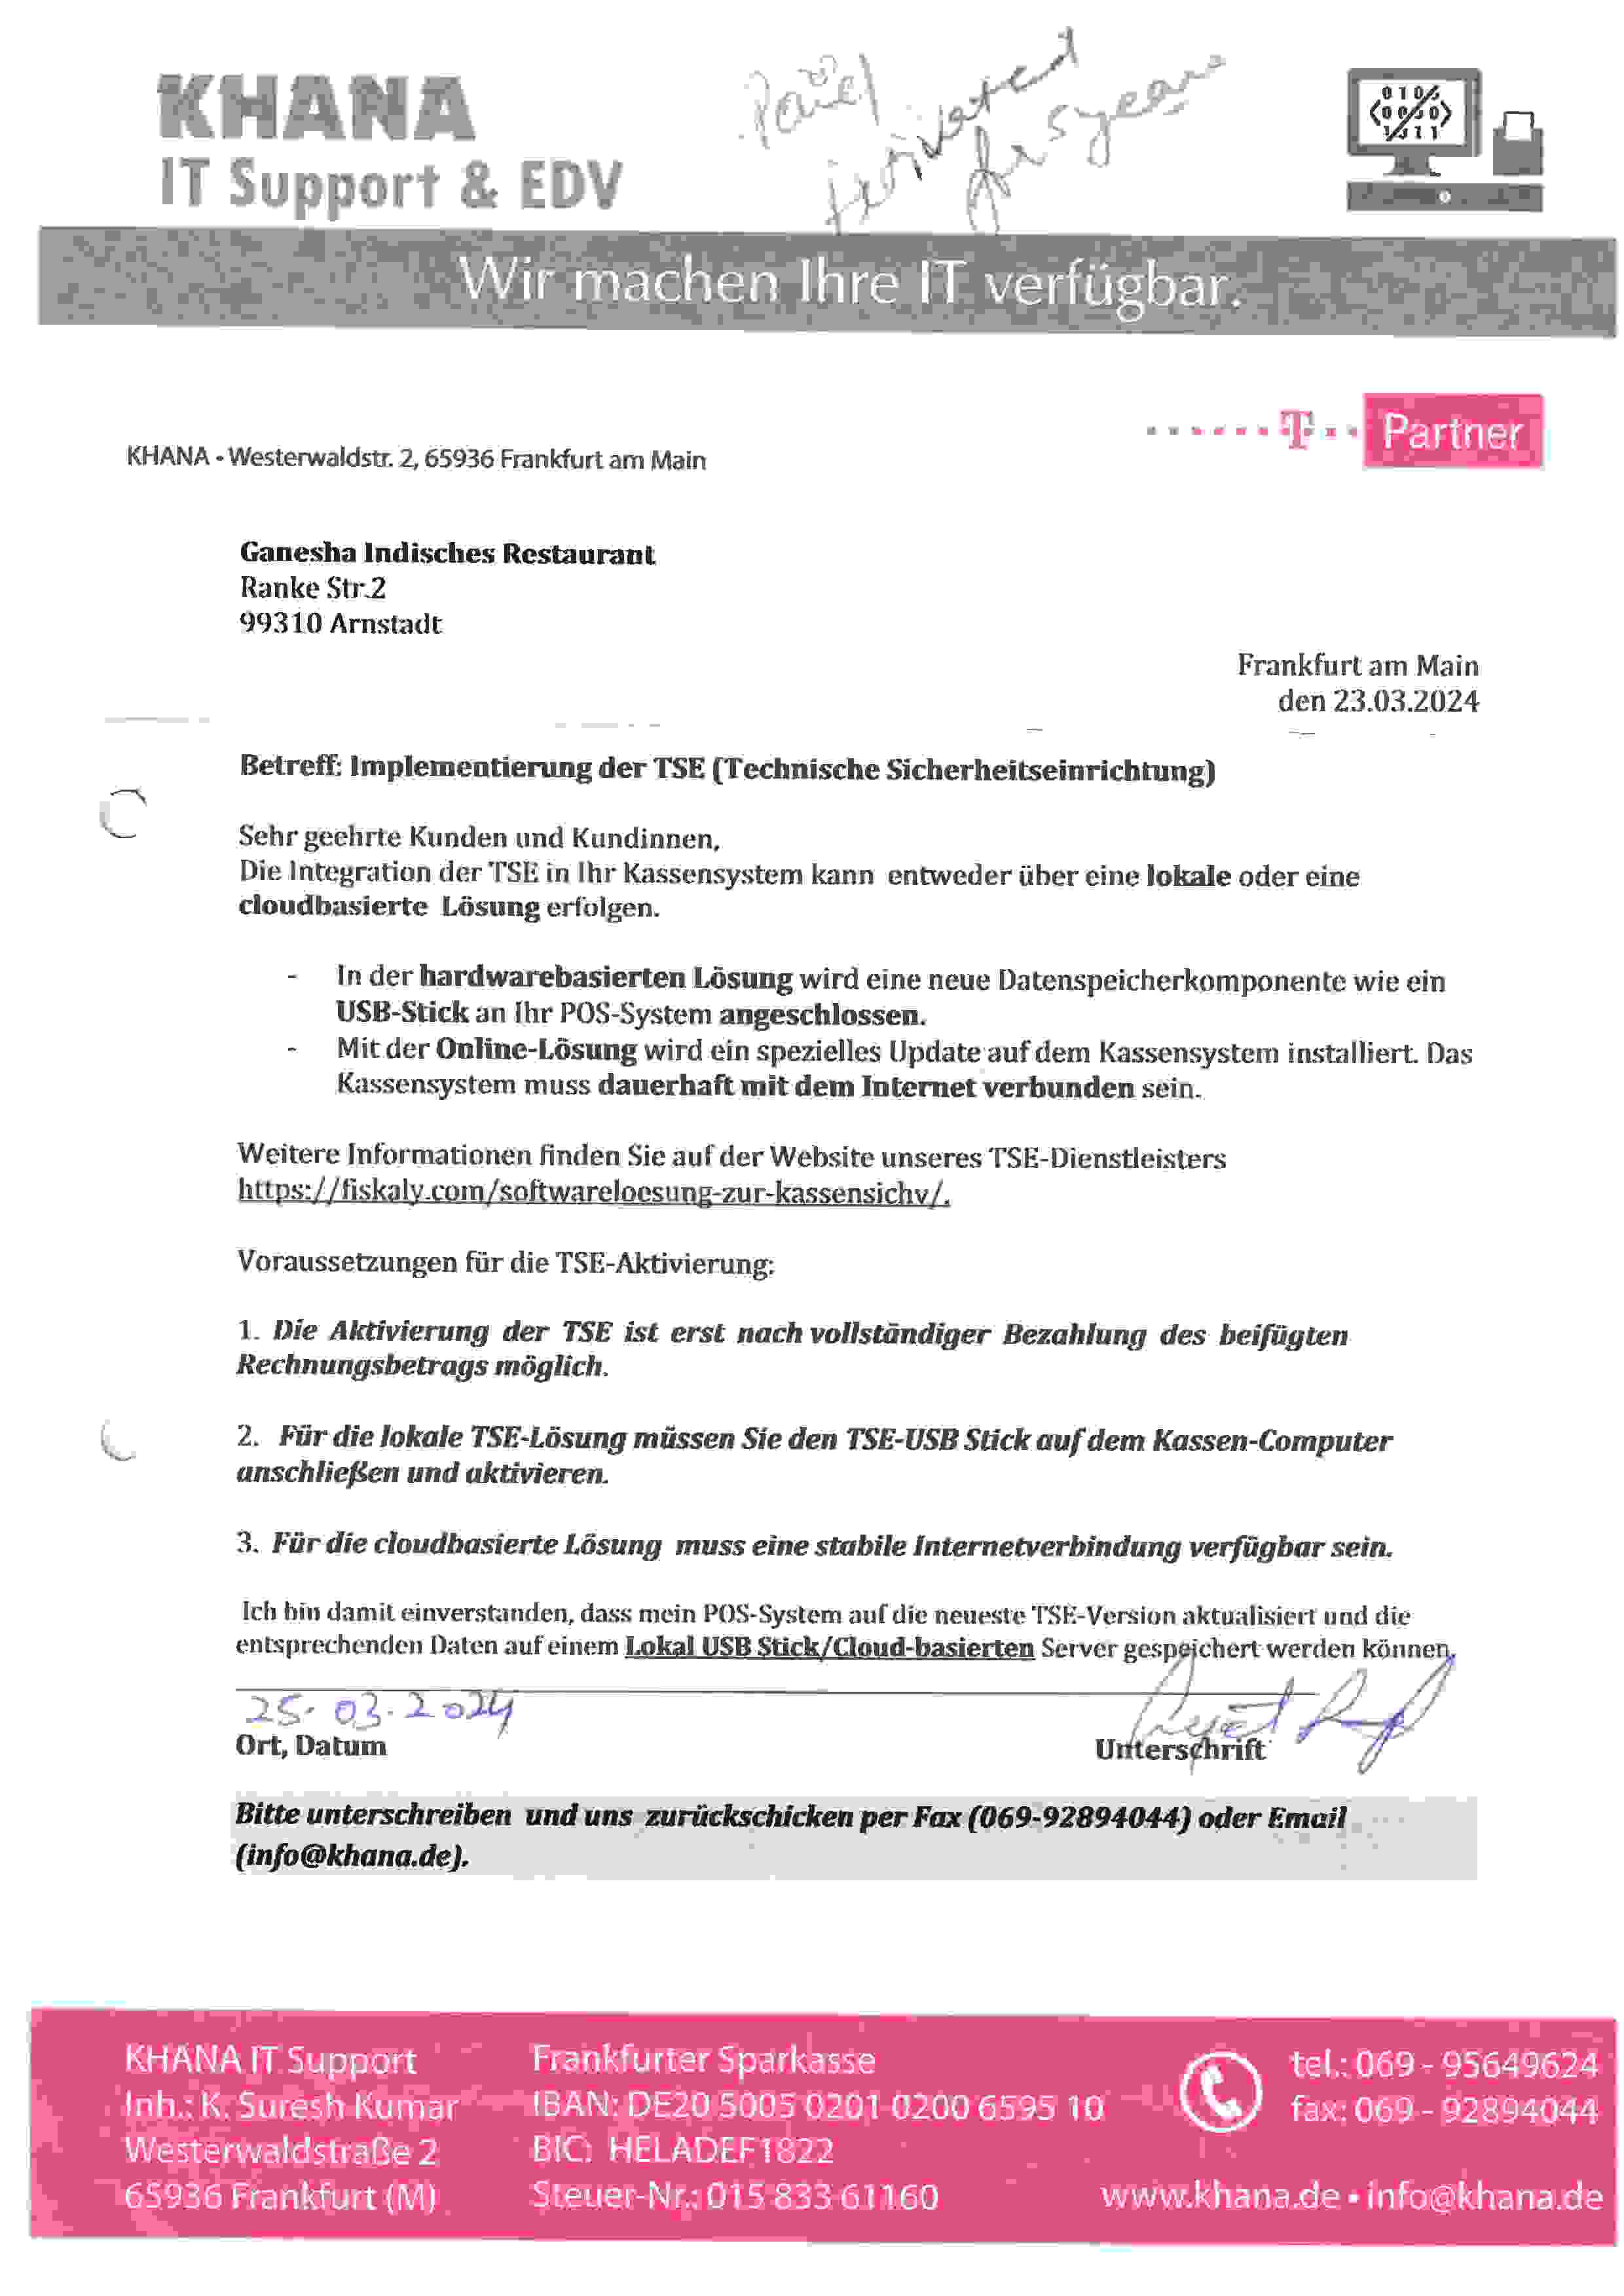 KHANA
IT Support & EDV
Paid
for 5 years
0101
1011
Wir machen Ihre IT verfügbar.
T Partner
KHANA • Westerwaldstr. 2, 65936 Frankfurt am Main
Ganesha Indisches Restaurant
Ranke Str.2
99310 Arnstadt
Frankfurt am Main
den 23.03.2024
Betreff: Implementierung der TSE (Technische Sicherheitseinrichtung)
Sehr geehrte Kunden und Kundinnen,
Die Integration der TSE in Ihr Kassensystem kann entweder über eine lokale oder eine
cloudbasierte Lösung erfolgen.
- In der hardwarebasierten Lösung wird eine neue Datenspeicherkomponente wie ein
USB-Stick an Ihr POS-System angeschlossen.
- Mit der Online-Lösung wird ein spezielles Update auf dem Kassensystem installiert. Das
Kassensystem muss dauerhaft mit dem Internet verbunden sein.
Weitere Informationen finden Sie auf der Website unseres TSE-Dienstleisters
https://fiskaly.com/softwareloesung-zur-kassensichv/.
Voraussetzungen für die TSE-Aktivierung:
1. Die Aktivierung der TSE ist erst nach vollständiger Bezahlung des beifügten
Rechnungsbetrags möglich.
2. Für die lokale TSE-Lösung müssen Sie den TSE-USB Stick auf dem Kassen-Computer
anschließen und aktivieren.
3. Für die cloudbasierte Lösung muss eine stabile Internetverbindung verfügbar sein.
Ich bin damit einverstanden, dass mein POS-System auf die neueste TSE-Version aktualisiert und die
entsprechenden Daten auf einem Lokal USB Stick/Cloud-basierten Server gespeichert werden können.
25.03.2024
Ort, Datum
Unterschrift
Bitte unterschreiben und uns zurückschicken per Fax (069-92894044) oder Email
(info@khana.de).
KHANA IT Support
Inh.: K. Suresh Kumar
Westerwaldstraße 2
65936 Frankfurt (M)
Frankfurter Sparkasse
IBAN: DE20 5005 0201 0200 6595 10
BIC: HELADEF1822
Steuer-Nr.: 015 833 61160
tel.: 069 - 95649624
fax: 069 - 92894044
www.khana.de • info@khana.de